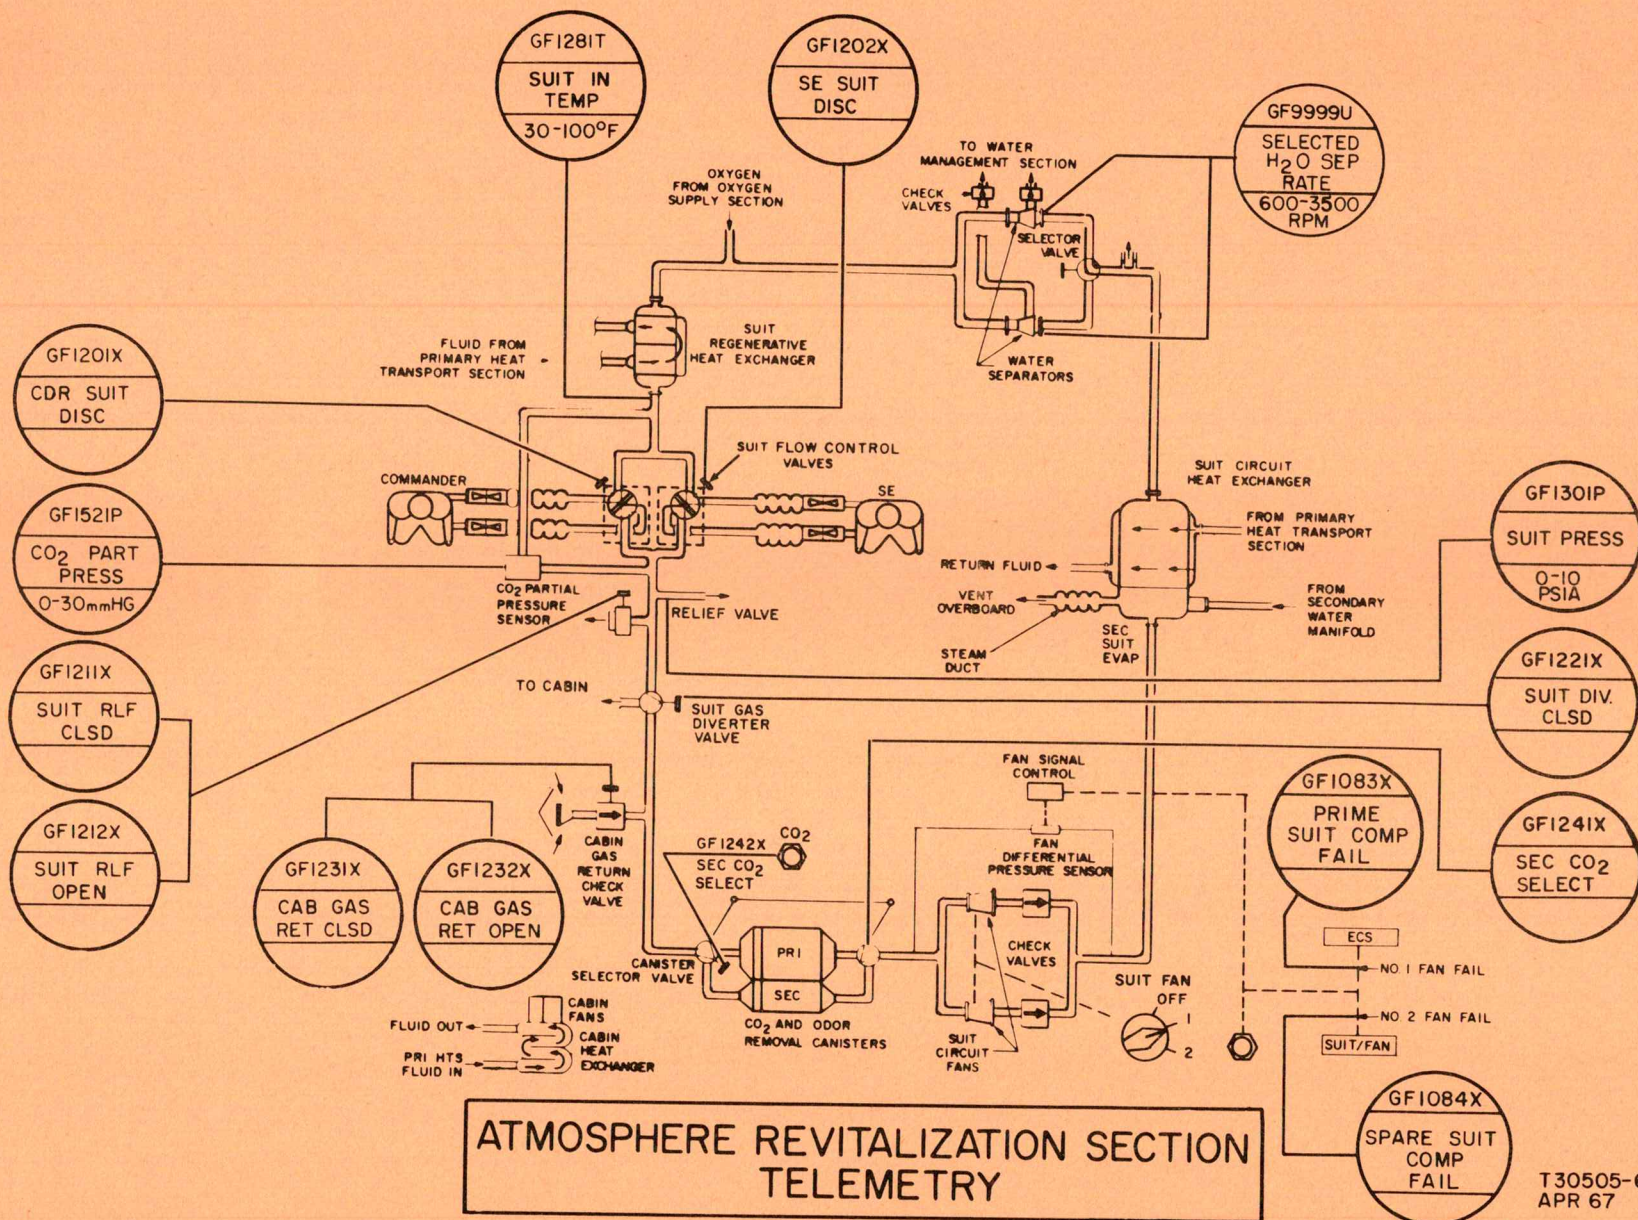 GF1281T
SUIT IN
TEMP
30-100°F
GF1202X
SE SUIT
DISC
GF9999U
SELECTED
H2O SEP
RATE
600-3500
RPM
TO WATER
MANAGEMENT SECTION
CHECK
VALVES
OXYGEN
FROM OXYGEN
SUPPLY SECTION
SELECTOR
VALVE
WATER
SEPARATORS
SUIT
REGENERATIVE
HEAT EXCHANGER
FLUID FROM
PRIMARY HEAT
TRANSPORT SECTION
GF1201X
CDR SUIT
DISC
SUIT FLOW CONTROL
VALVES
COMMANDER
SE
SUIT CIRCUIT
HEAT EXCHANGER
FROM PRIMARY
HEAT TRANSPORT
SECTION
RETURN FLUID
VENT
OVERBOARD
STEAM
DUCT
SEC
SUIT
EVAP
FROM
SECONDARY
WATER
MANIFOLD
GF1301P
SUIT PRESS
0-10
PSIA
GF1521P
CO2 PART
PRESS
0-30mmHG
CO2 PARTIAL
PRESSURE
SENSOR
RELIEF VALVE
GF1211X
SUIT RLF
CLSD
TO CABIN
SUIT GAS
DIVERTER
VALVE
GF1221X
SUIT DIV.
CLSD
GF1212X
SUIT RLF
OPEN
GF1231X
CAB GAS
RET CLSD
GF1232X
CAB GAS
RET OPEN
CABIN
GAS
RETURN
CHECK
VALVE
GF1242X
SEC CO2
SELECT
CO2
FAN SIGNAL
CONTROL
FAN
DIFFERENTIAL
PRESSURE SENSOR
GF1083X
PRIME
SUIT COMP
FAIL
GF1241X
SEC CO2
SELECT
CANISTER
SELECTOR VALVE
PRI
SEC
CO2 AND ODOR
REMOVAL CANISTERS
CHECK
VALVES
SUIT
CIRCUIT
FANS
SUIT FAN
OFF
1
2
ECS
NO. 1 FAN FAIL
NO. 2 FAN FAIL
SUIT/FAN
CABIN
FANS
FLUID OUT
CABIN
HEAT
EXCHANGER
PRI HTS
FLUID IN
GF1084X
SPARE SUIT
COMP
FAIL
ATMOSPHERE REVITALIZATION SECTION
TELEMETRY
T30505-
APR 67